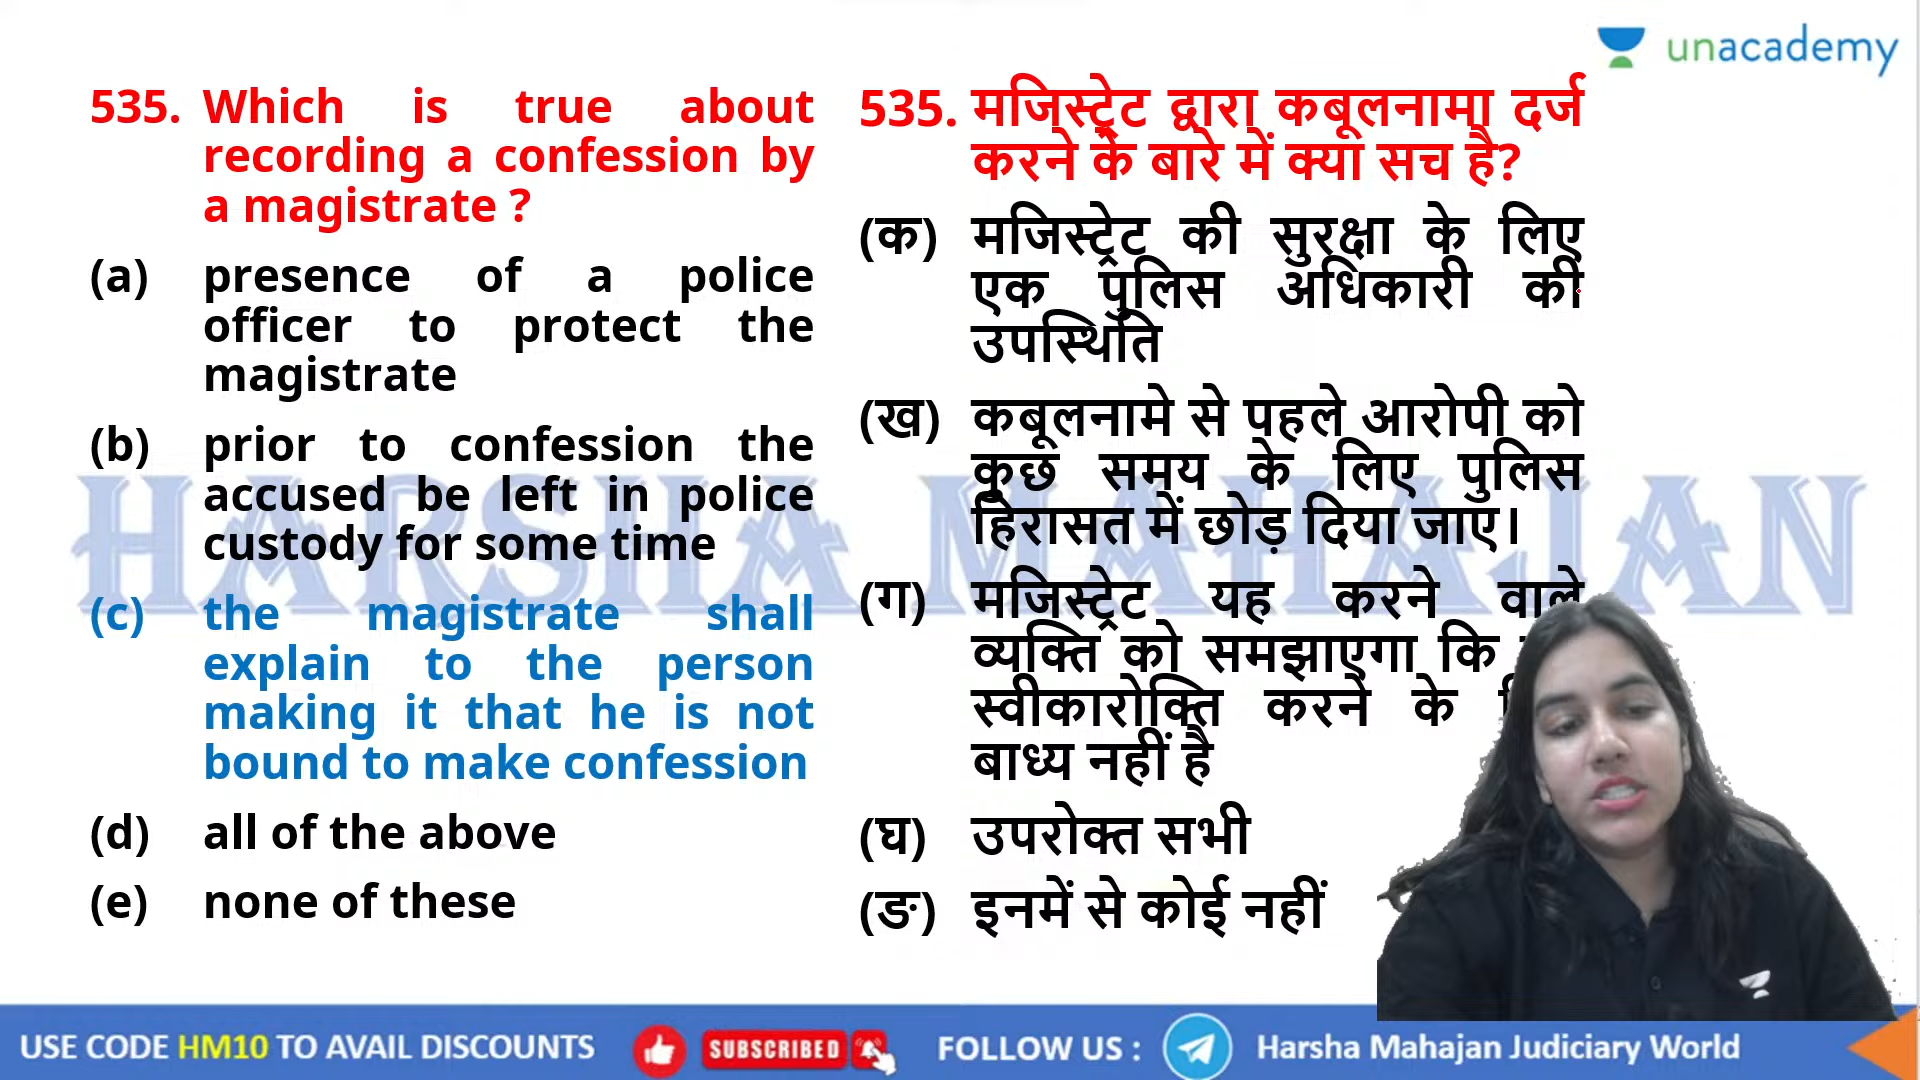 unacademy
535. Which is true about
recording a confession by
a magistrate ?
(a) presence of a police
officer to protect the
magistrate
(b) prior to confession the
accused be left in police
custody for some time
(c) the magistrate shall
explain to the person
making it that he is not
bound to make confession
(d) all of the above
(e) none of these
535. मजिस्ट्रेट द्वारा कबूलनामा दर्ज
करने के बारे में क्या सच है?
(क) मजिस्ट्रेट की सुरक्षा के लिए
एक पुलिस अधिकारी की
उपस्थिति
(ख) कबूलनामे से पहले आरोपी को
कुछ समय के लिए पुलिस
हिरासत में छोड़ दिया जाए।
(ग) मजिस्ट्रेट यह करने वाले
व्यक्ति को समझाएगा कि
स्वीकारोक्ति करने के
बाध्य नहीं है
(घ) उपरोक्त सभी
(ङ) इनमें से कोई नहीं
HARSHA MAHAJAN
USE CODE HM10 TO AVAIL DISCOUNTS
SUBSCRIBED
FOLLOW US :
Harsha Mahajan Judiciary World